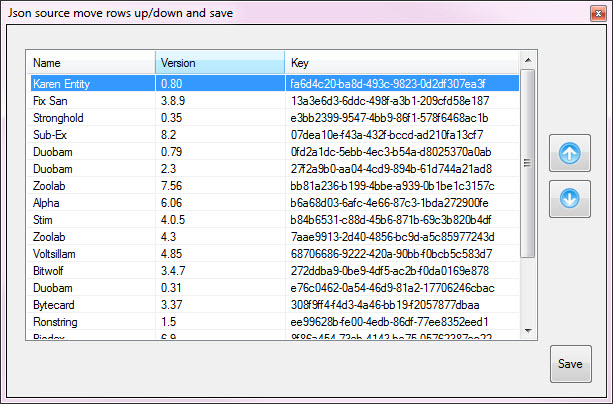 Json source move rows up/down and save
Name Version Key
Karen Entity 0.80 fa6d4c20-ba8d-493c-9823-0d2df307ea3f
Fix San 3.8.9 13a3e6d3-6ddc-498f-a3b1-209cfd58e187
Stronghold 0.35 e3bb2399-9547-4bb9-86f1-578f6468ac1b
Sub-Ex 8.2 07dea10e-f43a-432f-bccd-ad210fa13cf7
Duobam 0.79 0fd2a1dc-5ebb-4ec3-b54a-d8025370a0ab
Duobam 2.3 27f2a9b0-aa04-4cd9-894b-61d744a21ad8
Zoolab 7.56 bb81a236-b199-4bbe-a939-0b1be1c3157c
Alpha 6.06 b6a68d03-6afc-4e66-87c3-1bda272900fe
Stim 4.0.5 b84b6531-c88d-45b6-871b-69c3b820b4df
Zoolab 4.3 7aae9913-2d40-4856-bc9d-a5c85977243d
Voltsillam 4.85 68706686-9222-420a-90bb-f0bcb5c583d7
Bitwolf 3.4.7 272ddba9-0be9-4df5-ac2b-f0da0169e878
Duobam 0.31 e76c0462-0a54-46d9-81a2-17706246cbac
Bytecard 3.37 308f9ff4-f4d3-4a46-bb19-f2057877dbaa
Ronstring 1.5 ee99628b-fe00-4edb-86df-77ee8352eed1
6.9
Save